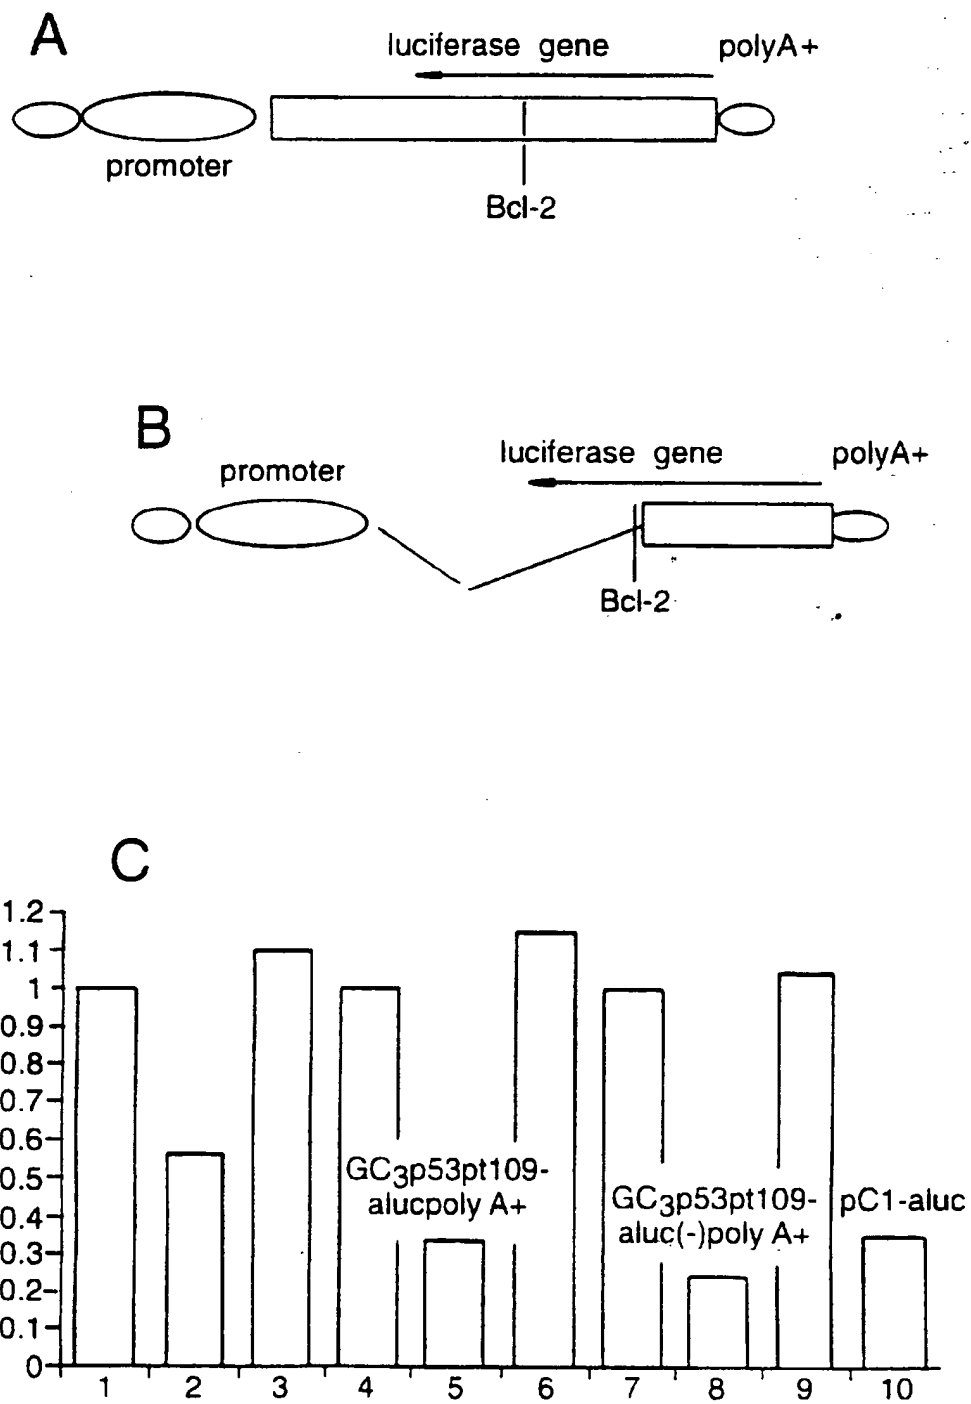 A
luciferase gene
polyA+
promoter
Bcl-2
B
promoter
luciferase gene
polyA+
Bcl-2
C
1.2
1.1
1
0.9
0.8
0.7
0.6
0.5
0.4
0.3
0.2
0.1
0
GC3p53pt109-
alucpoly A+
GC3p53pt109-
aluc(-)poly A+
pC1-aluc
1 2 3 4 5 6 7 8 9 10